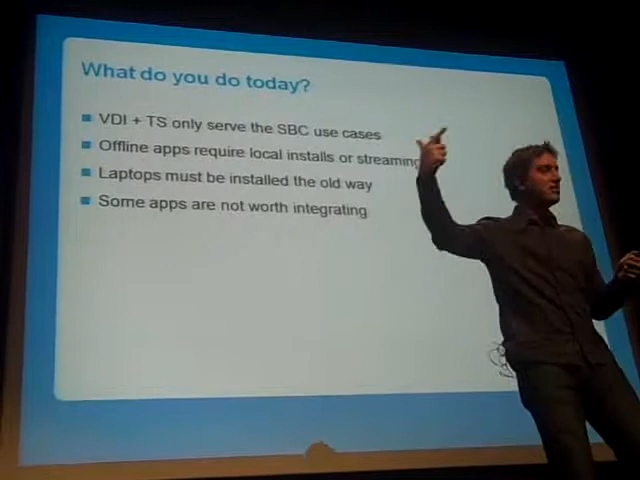 What do you do today?
VDI + TS only serve the SBC use cases
Offline apps require local installs or streaming
Laptops must be installed the old way
Some apps are not worth integrating